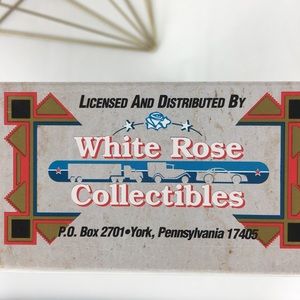 LICENSED AND DISTRIBUTED BY
White Rose
Collectibles
P.O. Box 2701•York, Pennsylvania 17405